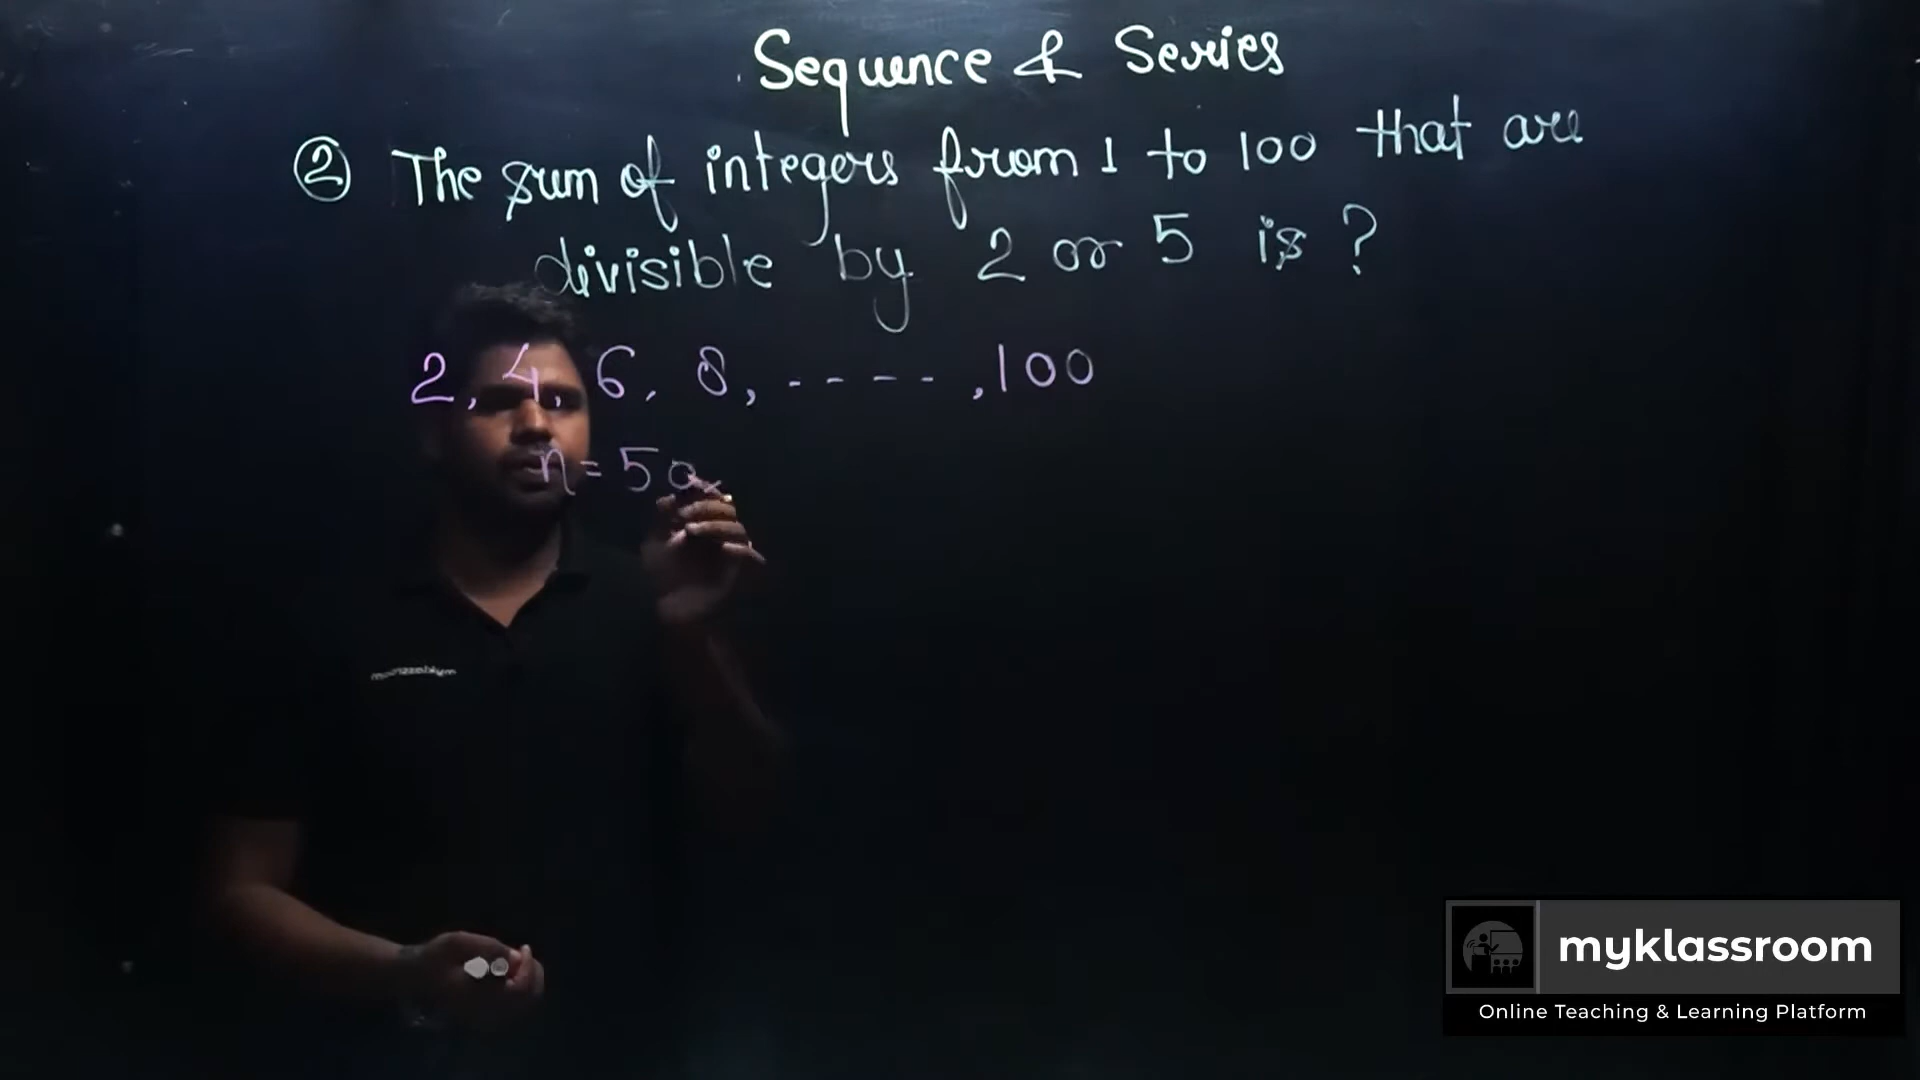 Sequence & Series
② The sum of integers from 1 to 100 that are
divisible by 2 or 5 is ?
2, 4, 6, 8, - - - - , 100
n = 50
myklassroom
Online Teaching & Learning Platform